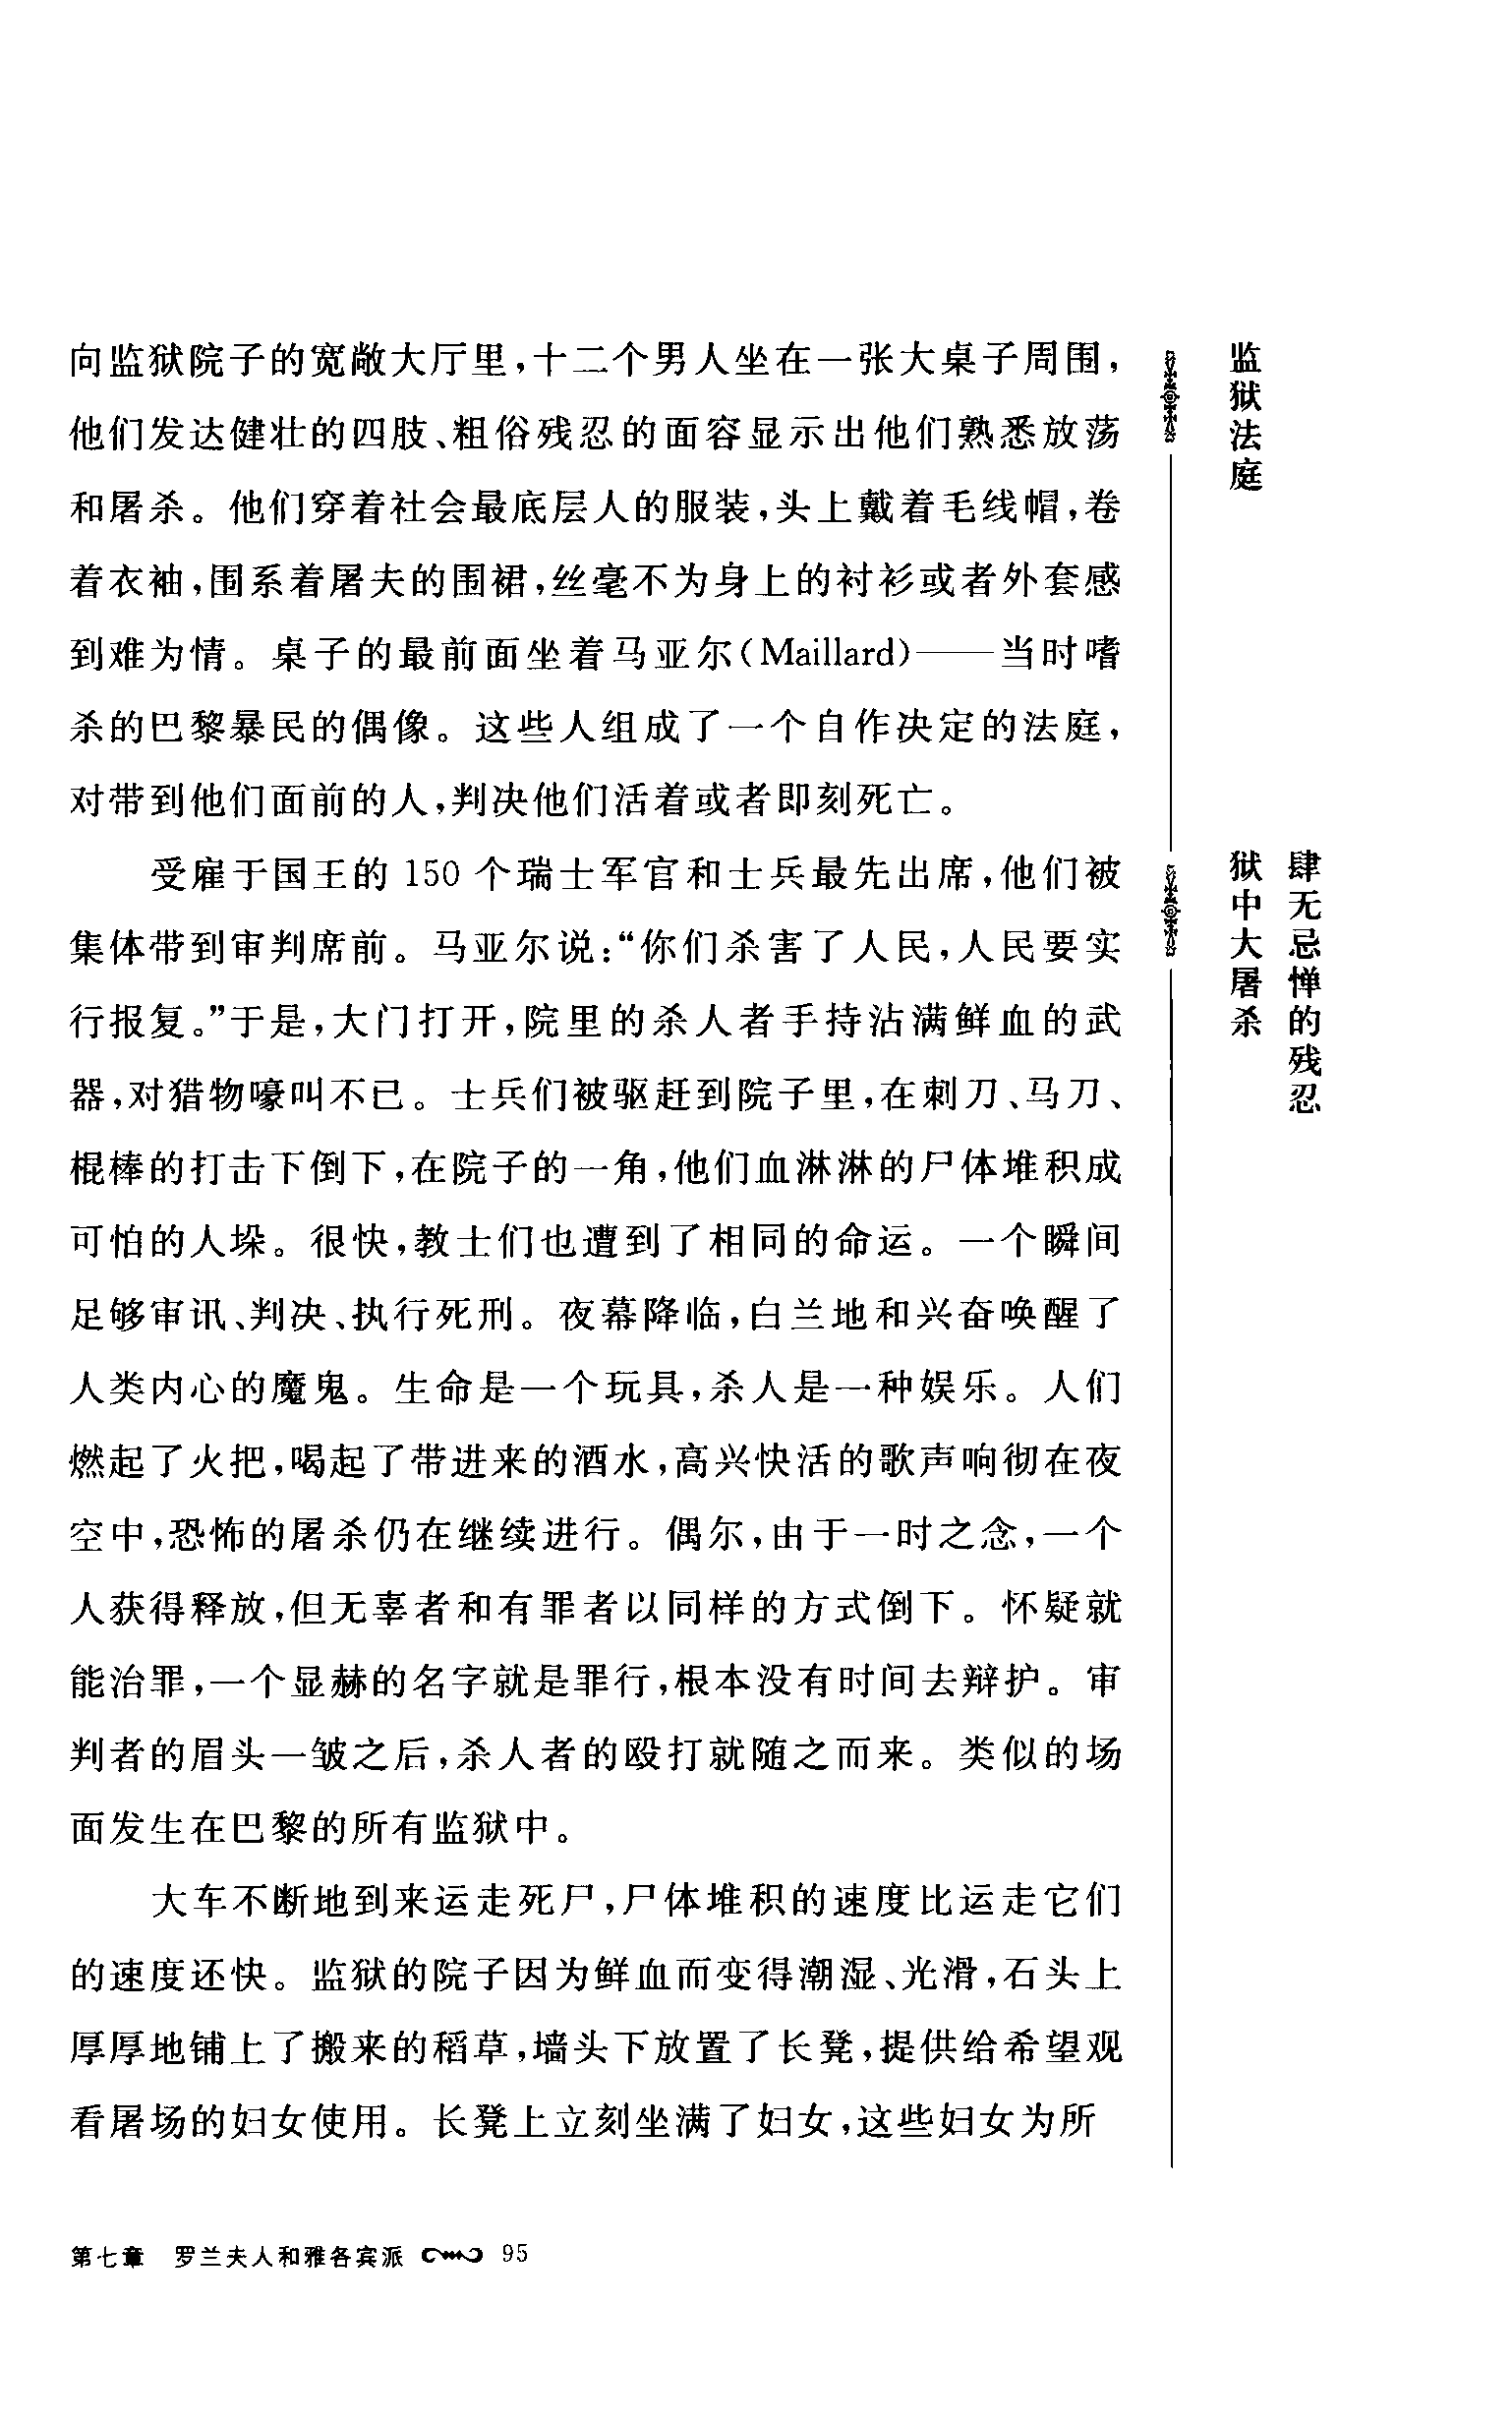 向监狱院子的宽敞大厅里，十二个男人坐在一张大桌子周围，
他们发达健壮的四肢、粗俗残忍的面容显示出他们熟悉放荡
和屠杀。他们穿着社会最底层人的服装，头上戴着毛线帽，卷
着衣袖，围系着屠夫的围裙，丝毫不为身上的衬衫或者外套感
到难为情。桌子的最前面坐着马亚尔(Maillard)——当时嗜
杀的巴黎暴民的偶像。这些人组成了一个自作决定的法庭，
对带到他们面前的人，判决他们活着或者即刻死亡。
受雇于国王的 150 个瑞士军官和士兵最先出席，他们被
集体带到审判席前。马亚尔说：“你们杀害了人民，人民要实
行报复。”于是，大门打开，院里的杀人者手持沾满鲜血的武
器，对猎物嚎叫不已。士兵们被驱赶到院子里，在刺刀、马刀、
棍棒的打击下倒下，在院子的一角，他们血淋淋的尸体堆积成
可怕的人垛。很快，教士们也遭到了相同的命运。一个瞬间
足够审讯、判决、执行死刑。夜幕降临，白兰地和兴奋唤醒了
人类内心的魔鬼。生命是一个玩具，杀人是一种娱乐。人们
燃起了火把，喝起了带进来的酒水，高兴快活的歌声响彻在夜
空中，恐怖的屠杀仍在继续进行。偶尔，由于一时之念，一个
人获得释放，但无辜者和有罪者以同样的方式倒下。怀疑就
能治罪，一个显赫的名字就是罪行，根本没有时间去辩护。审
判者的眉头一皱之后，杀人者的殴打就随之而来。类似的场
面发生在巴黎的所有监狱中。
大车不断地到来运走死尸，尸体堆积的速度比运走它们
的速度还快。监狱的院子因为鲜血而变得潮湿、光滑，石头上
厚厚地铺上了搬来的稻草，墙头下放置了长凳，提供给希望观
看屠场的妇女使用。长凳上立刻坐满了妇女，这些妇女为所
监狱法庭
肆无忌惮的残忍
狱中大屠杀
第七章 罗兰夫人和雅各宾派 95